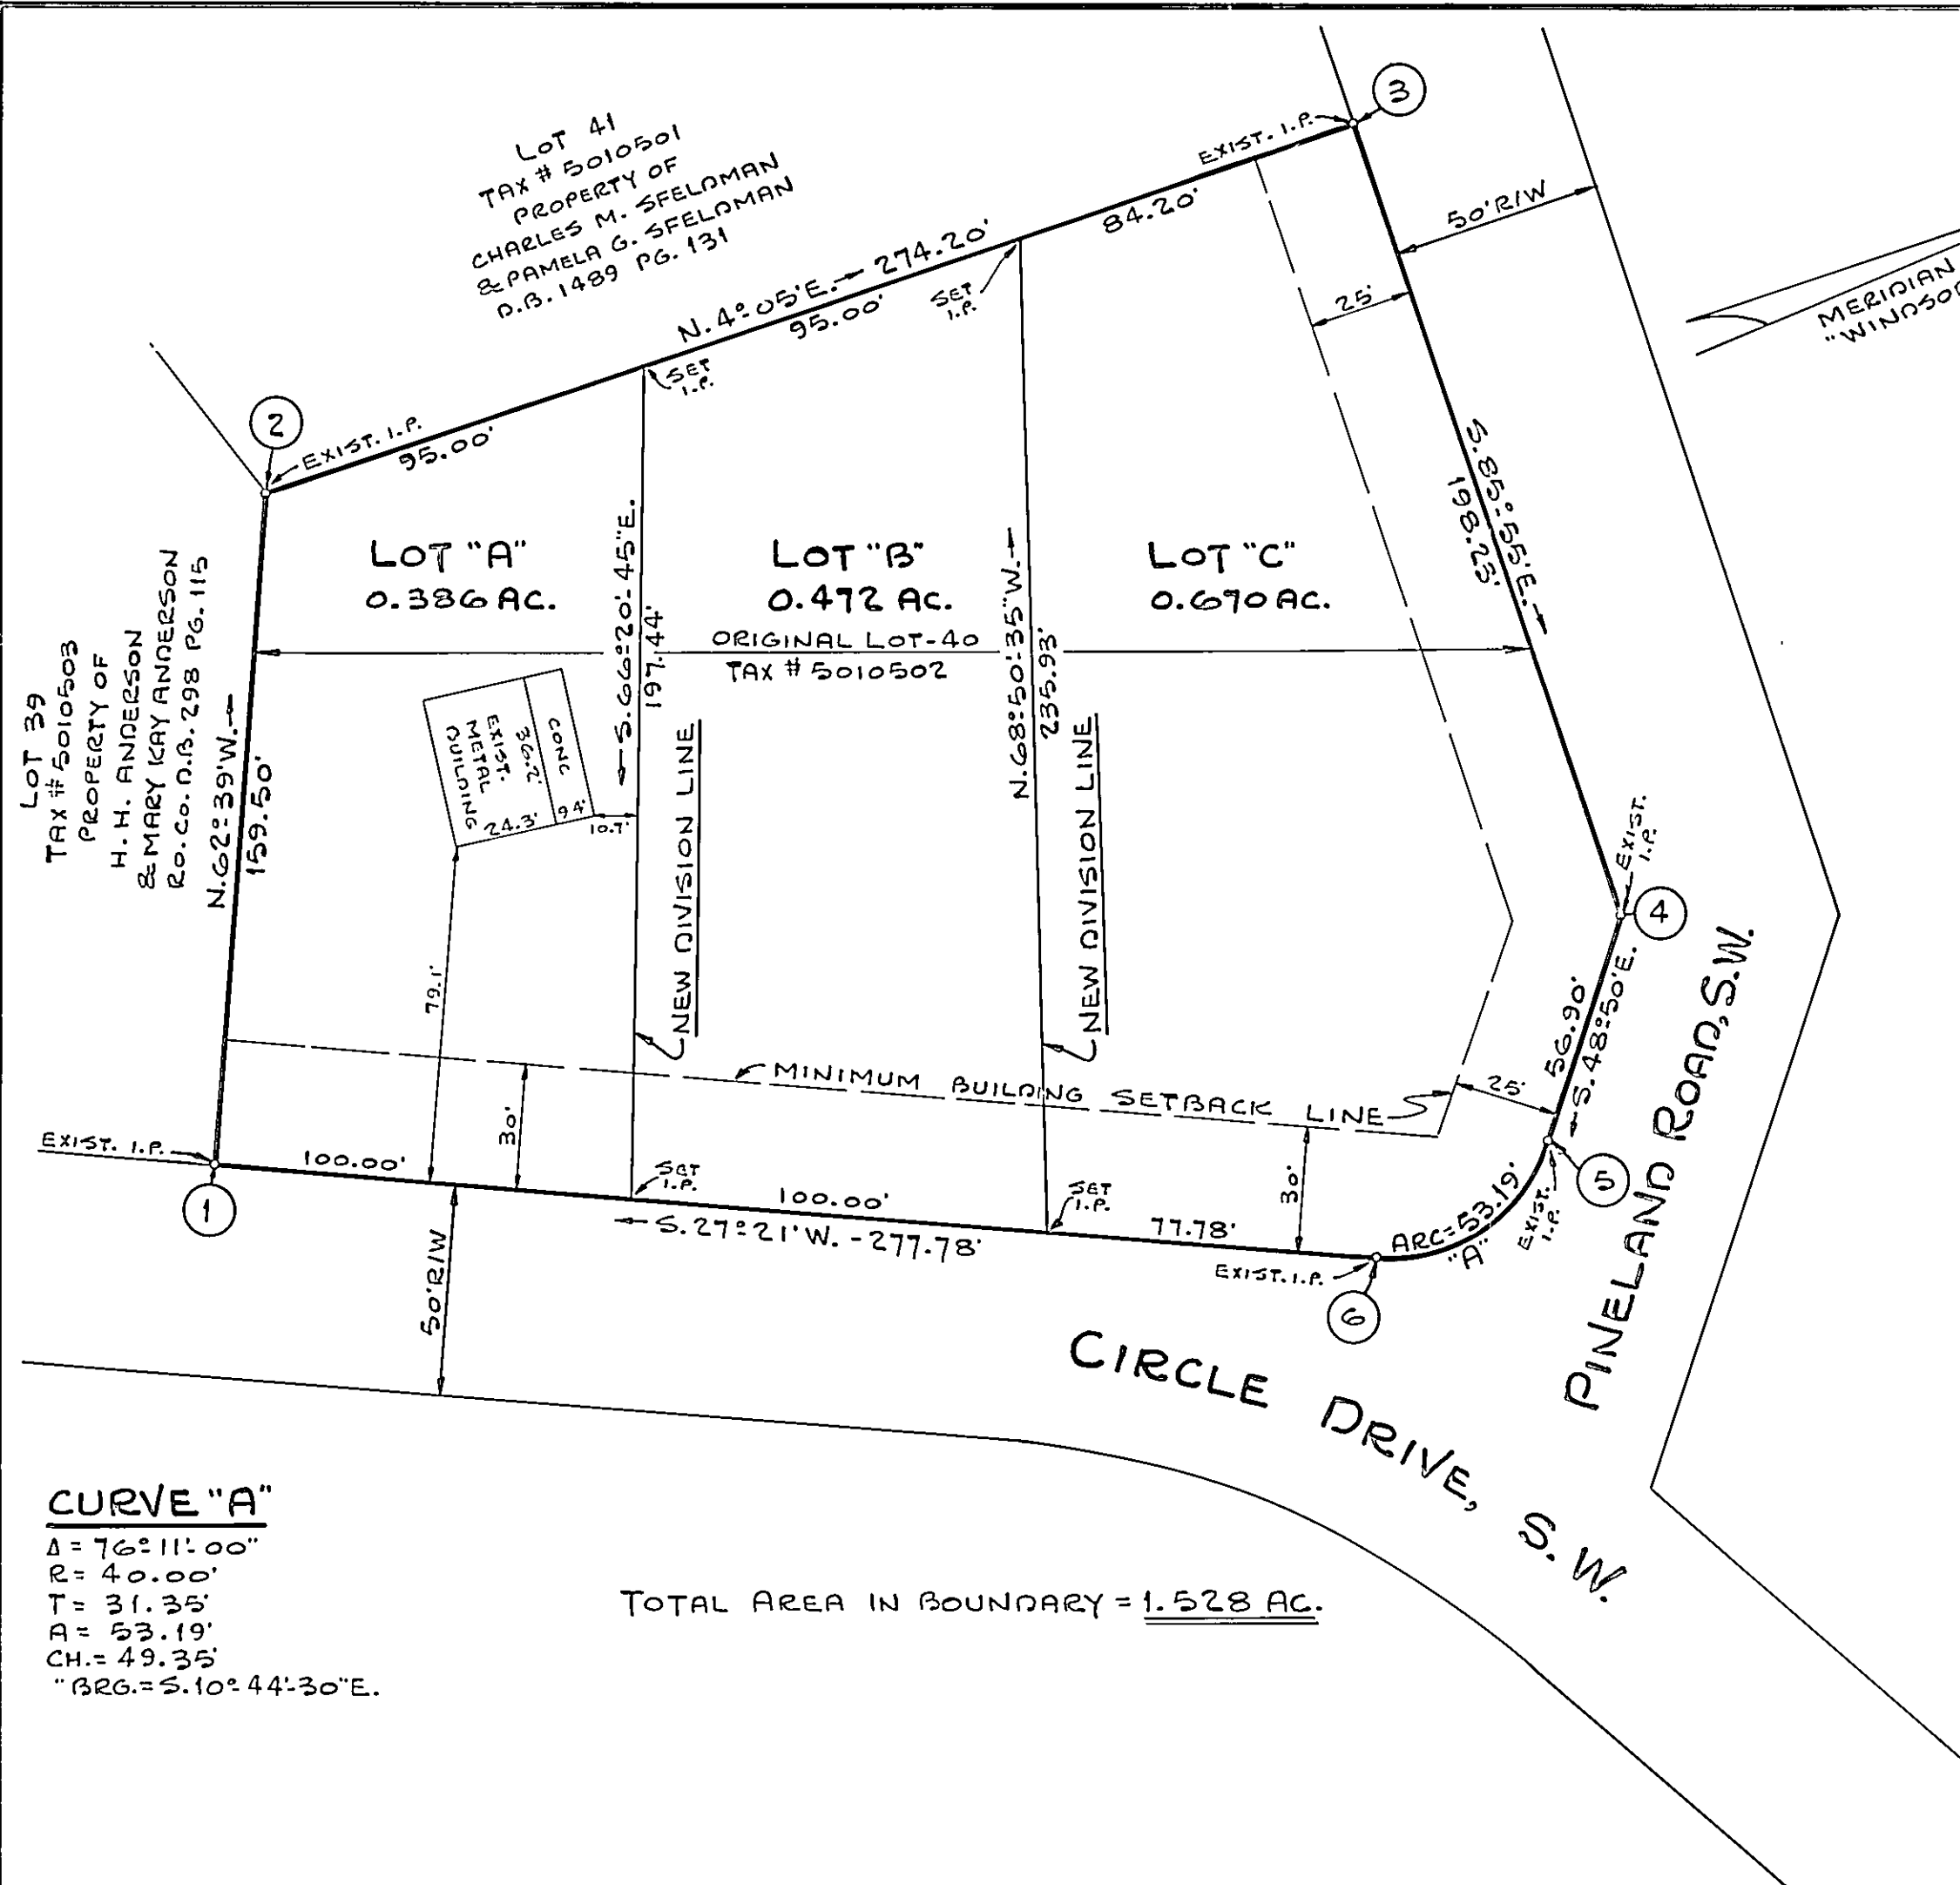 LOT 41
TAX # 5010501
PROPERTY OF
CHARLES M. SFELDMAN
& PAMELA G. SFELDMAN
D.B. 1489 PG. 131
EXIST. I.P.
3
50' R/W
MERIDIAN
"WINDSOR
84.20'
N. 4°-05' E. 274.20'
95.00'
SET
I.P.
SET
I.P.
25'
2
EXIST. I.P.
95.00'
S. 85°-55' E.
198.23'
LOT "A"
0.386 AC.
LOT "B"
0.472 AC.
LOT "C"
0.670 AC.
ORIGINAL LOT-40
TAX # 5010502
S. 66°-20'-45" E.
197.44'
N. 68°-50'-35" W.
235.93'
LOT 39
TAX # 5010503
PROPERTY OF
H. H. ANDERSON
& MARY KAY ANDERSON
RO. CO. D.B. 298 PG. 115
N. 62°-39' W.
159.50'
CONC
36.2'
EXIST.
METAL
BUILDING
24.3'
9.4'
10.7'
NEW DIVISION LINE
NEW DIVISION LINE
79.1'
EXIST.
I.P.
4
56.90'
S. 48°-50' E.
PINELAND ROAD, S.W.
MINIMUM BUILDING SETBACK LINE
25'
30'
30'
EXIST. I.P.
1
100.00'
SET
I.P.
100.00'
SET
I.P.
77.78'
S. 27°-21' W. - 277.78'
ARC= 53.19'
"A"
EXIST.
I.P.
5
EXIST. I.P.
6
50' R/W
CIRCLE DRIVE, S.W.
CURVE "A"
Δ = 76°-11'-00"
R = 40.00'
T = 31.35'
A = 53.19'
CH. = 49.35'
" BRG. = S. 10°-44'-30" E.
TOTAL AREA IN BOUNDARY = 1.528 AC.